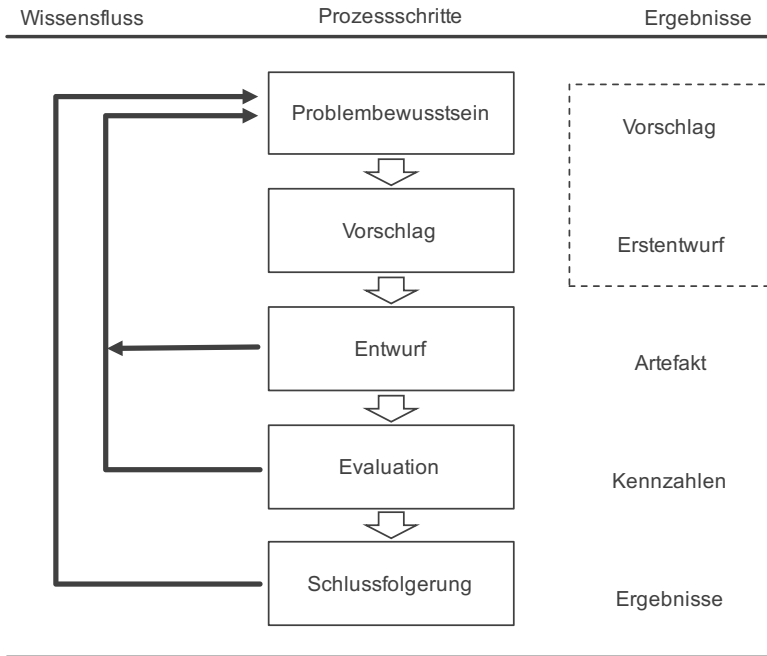 Wissensfluss
Prozessschritte
Ergebnisse
Problembewusstsein
Vorschlag
Vorschlag
Erstentwurf
Entwurf
Artefakt
Evaluation
Kennzahlen
Schlussfolgerung
Ergebnisse